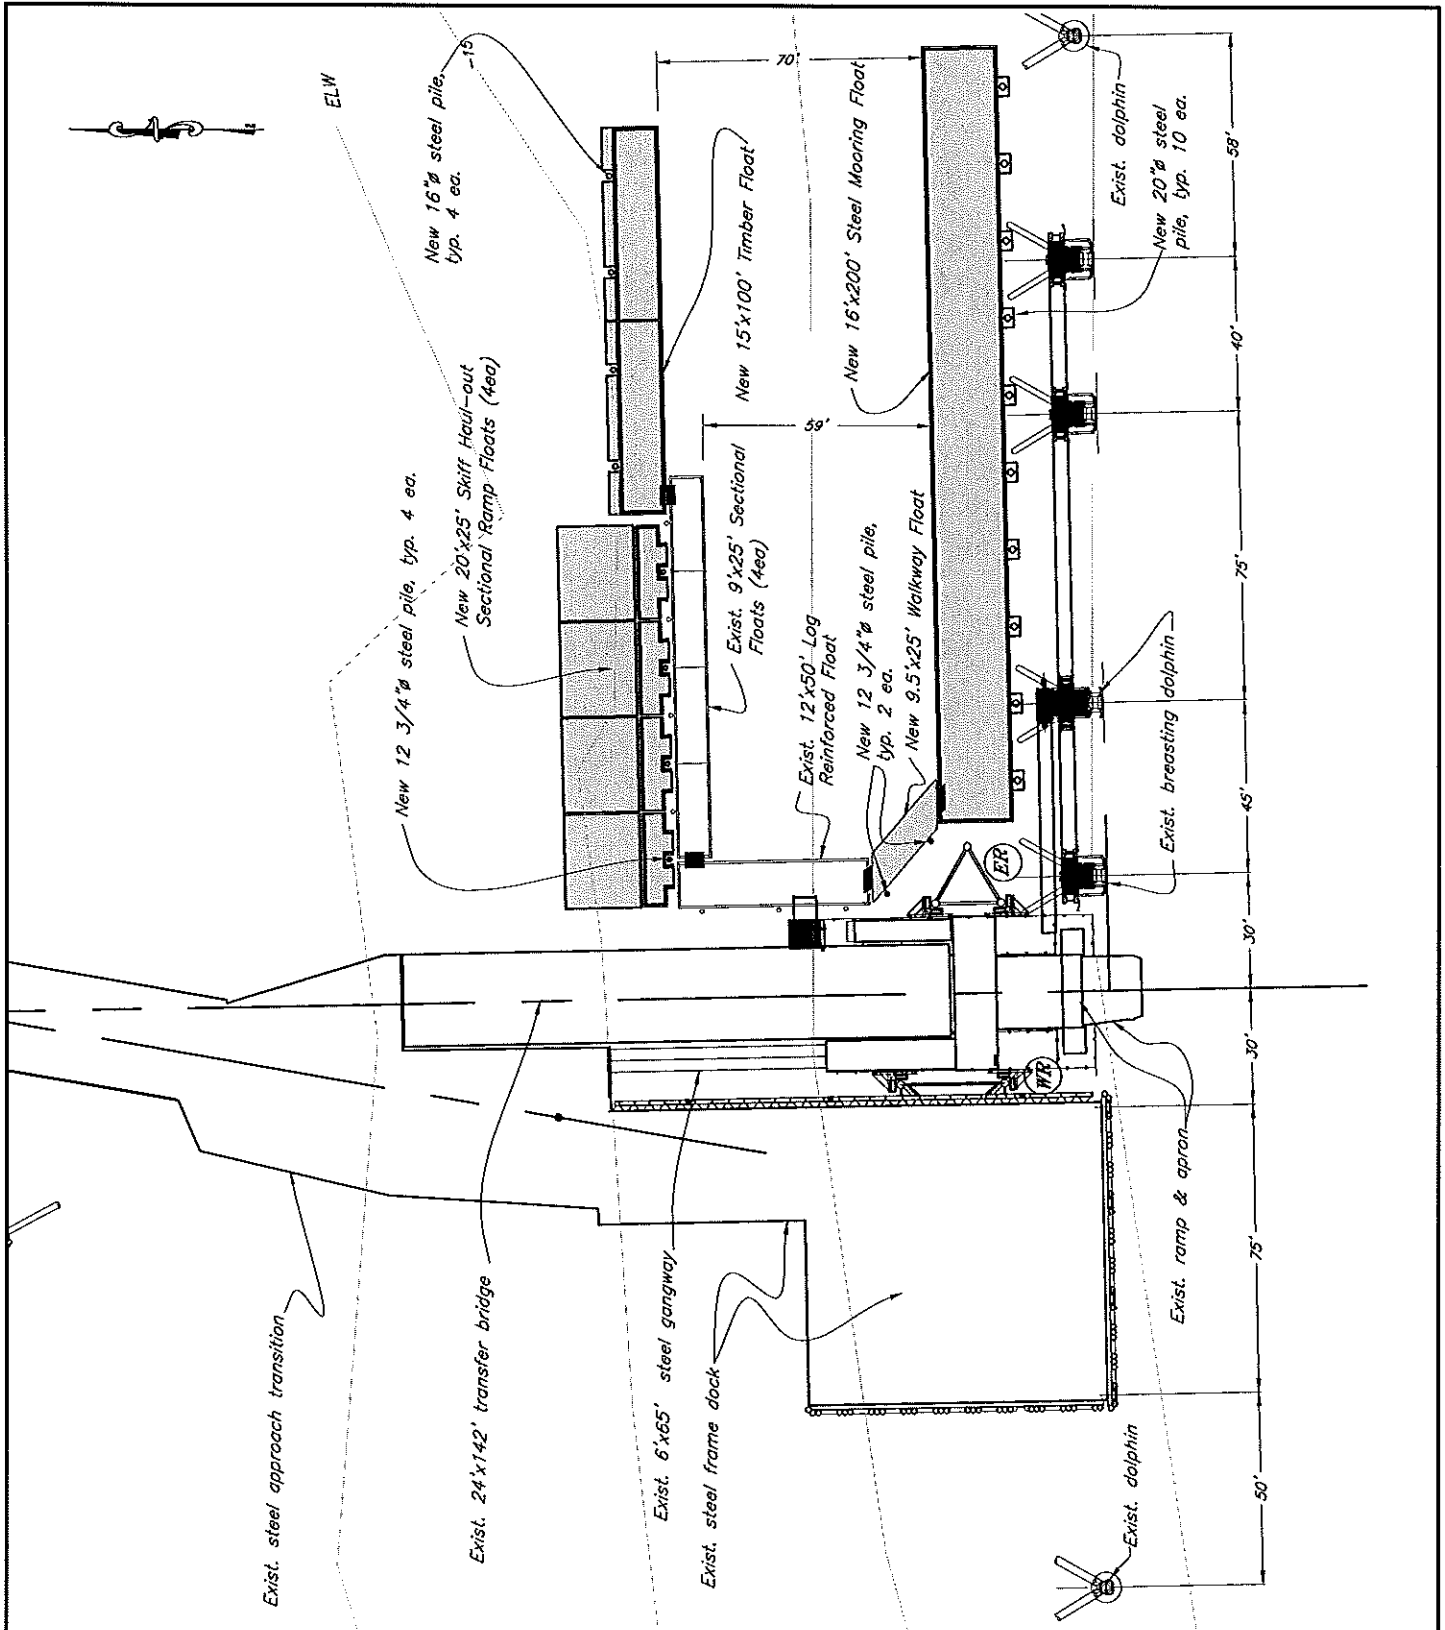 ELW
-15
New 16"ø steel pile,
typ. 4 ea.
70'
Exist. dolphin
58'
New 15'x100' Timber Float
New 16'x200' Steel Mooring Float
New 20"ø steel
pile, typ. 10 ea.
New 20'x25' Skiff Haul-out
Sectional Ramp Floats (4ea)
40'
59'
New 12 3/4"ø steel pile, typ. 4 ea.
Exist. 9'x25' Sectional
Floats (4ea)
75'
Exist. 12'x50' Log
Reinforced Float
New 12 3/4"ø steel pile,
typ. 2 ea.
New 9.5'x25' Walkway Float
Exist. breasting dolphin
45'
ER
30'
30'
WR
Exist. ramp & apron
75'
Exist. steel approach transition
Exist. 24'x142' transfer bridge
Exist. 6'x65' steel gangway
Exist. steel frame dock
Exist. dolphin
50'